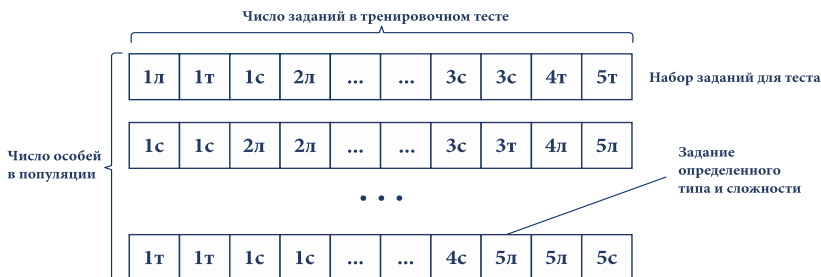 Число заданий в тренировочном тесте
1л 1т 1с 2л ... ... 3с 3с 4т 5т
Набор заданий для теста
1с 1с 2л 2л ... ... 3с 3т 4л 5л
Число особей
в популяции
Задание
определенного
типа и сложности
• • •
1т 1т 1с 1с ... ... 4с 5л 5л 5с